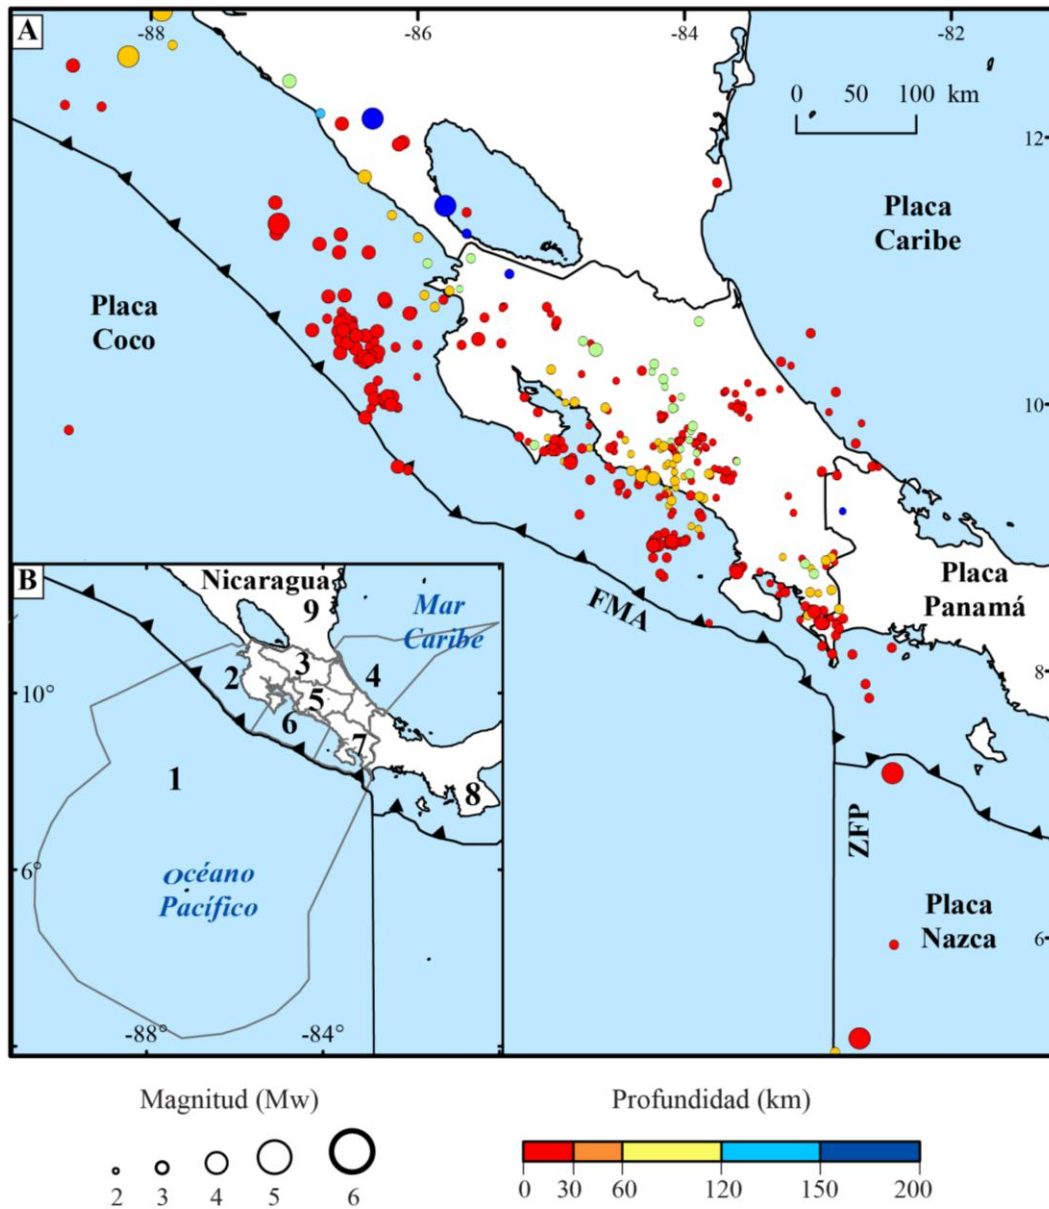 A
-88
-86
-84
-82
0 50 100 km
12
Placa
Caribe
Placa
Coco
10
Placa
Panamá
FMA
8
ZFP
Placa
Nazca
6
B
Nicaragua
9
Mar
Caribe
10°
2
3
4
5
6
7
1
8
6°
Océano
Pacífico
-88°
-84°
Magnitud (Mw)
2 3 4 5 6
Profundidad (km)
0 30 60 120 150 200